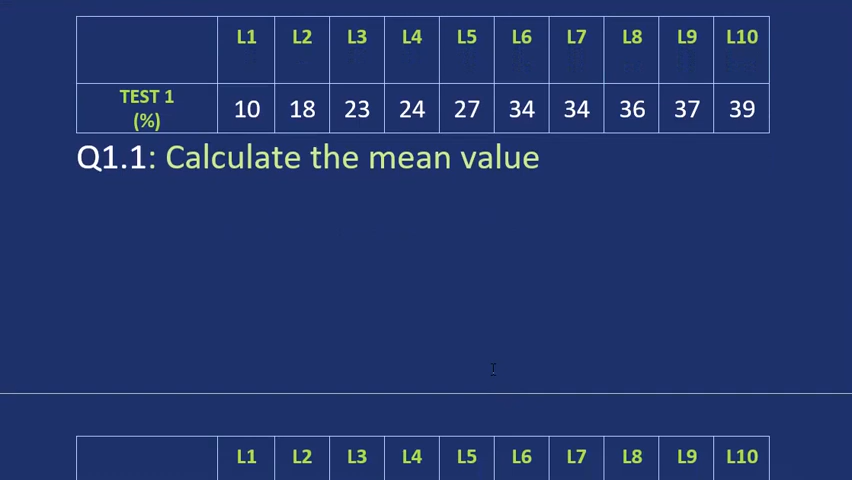 L1 L2 L3 L4 L5 L6 L7 L8 L9 L10
TEST 1
(%) 10 18 23 24 27 34 34 36 37 39
Q1.1: Calculate the mean value
L1 L2 L3 L4 L5 L6 L7 L8 L9 L10